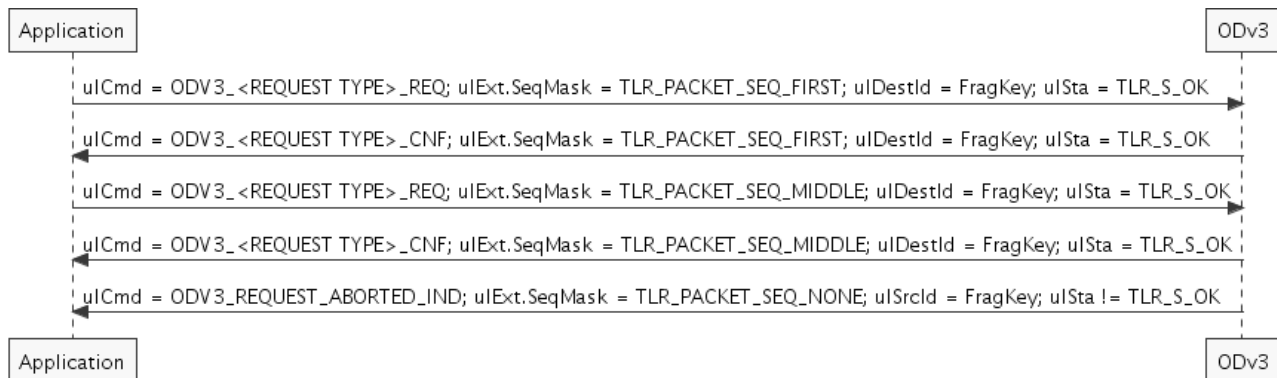 Application ODv3
ulCmd = ODV3_<REQUEST TYPE>_REQ; ulExt.SeqMask = TLR_PACKET_SEQ_FIRST; ulDestId = FragKey; ulSta = TLR_S_OK
ulCmd = ODV3_<REQUEST TYPE>_CNF; ulExt.SeqMask = TLR_PACKET_SEQ_FIRST; ulDestId = FragKey; ulSta = TLR_S_OK
ulCmd = ODV3_<REQUEST TYPE>_REQ; ulExt.SeqMask = TLR_PACKET_SEQ_MIDDLE; ulDestId = FragKey; ulSta = TLR_S_OK
ulCmd = ODV3_<REQUEST TYPE>_CNF; ulExt.SeqMask = TLR_PACKET_SEQ_MIDDLE; ulDestId = FragKey; ulSta = TLR_S_OK
ulCmd = ODV3_REQUEST_ABORTED_IND; ulExt.SeqMask = TLR_PACKET_SEQ_NONE; ulSrcId = FragKey; ulSta != TLR_S_OK
Application ODv3